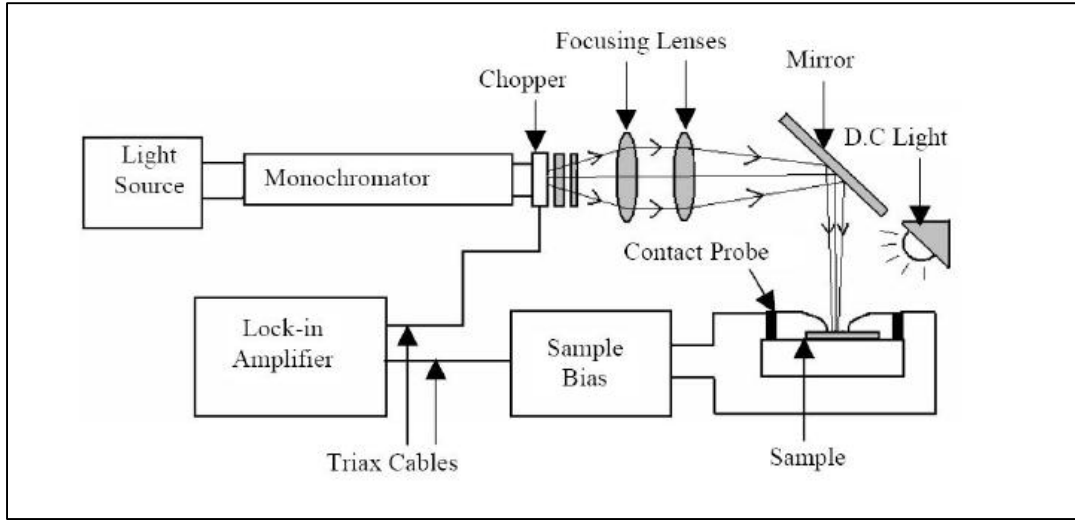 Focusing Lenses
Mirror
Chopper
D.C Light
Light
Source
Monochromator
Contact Probe
Lock-in
Amplifier
Sample
Bias
Triax Cables
Sample